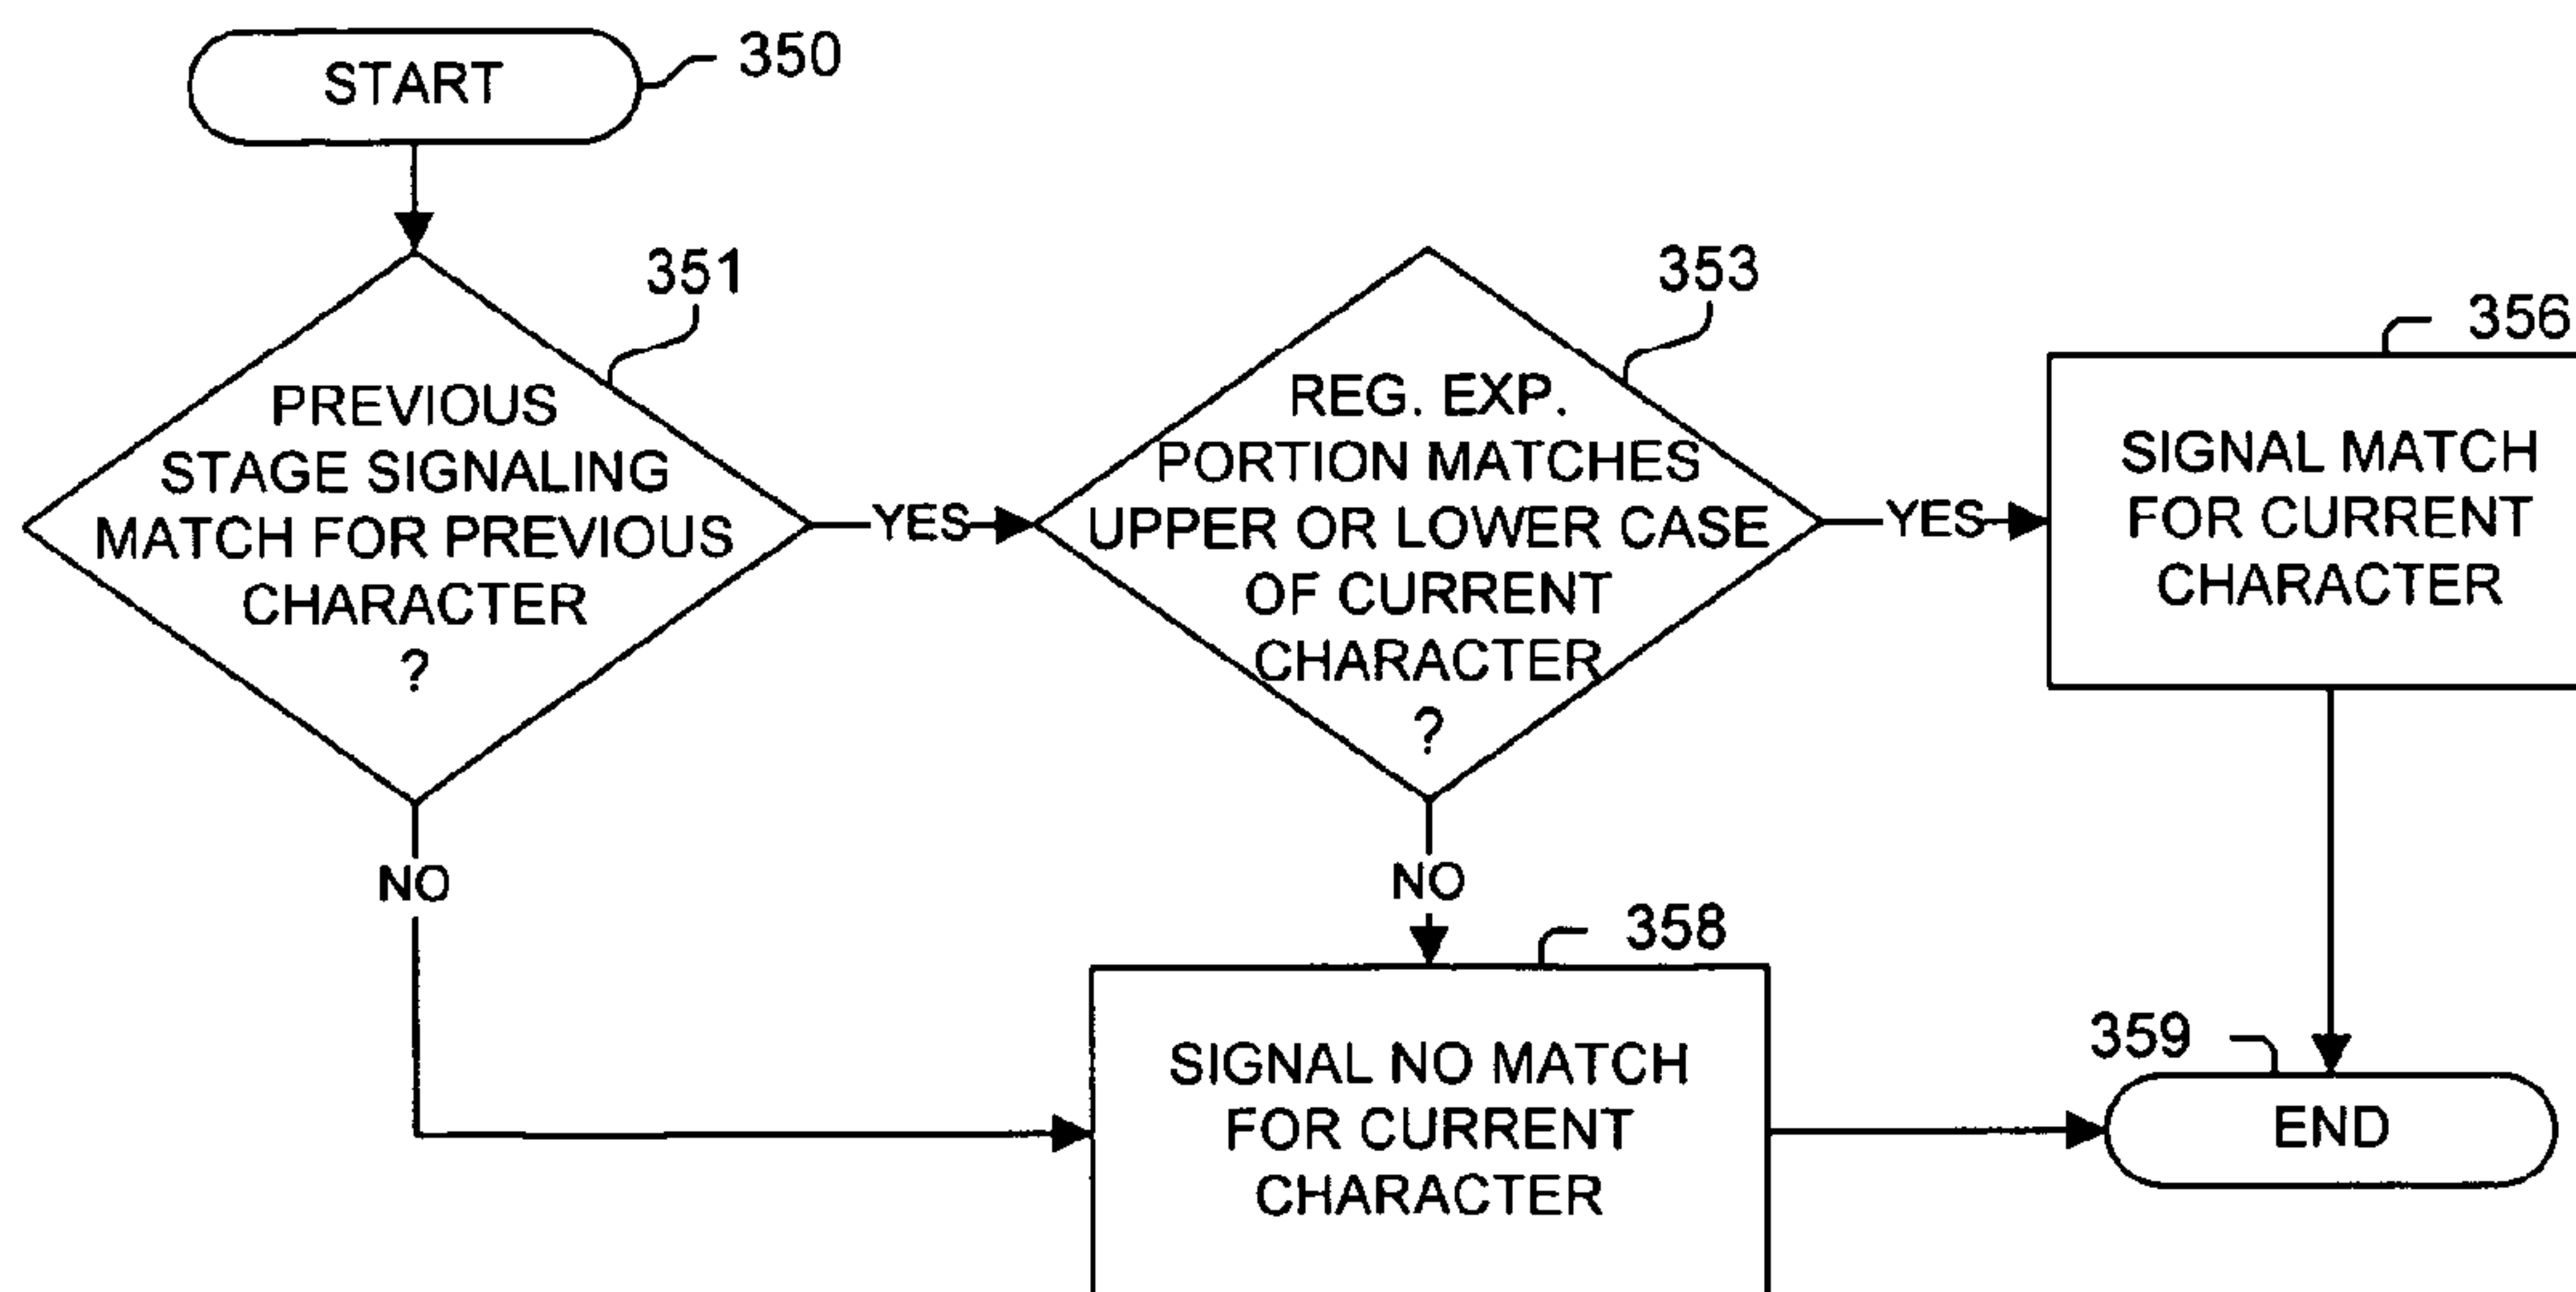 START
350
351
PREVIOUS
STAGE SIGNALING
MATCH FOR PREVIOUS
CHARACTER
?
YES
353
REG. EXP.
PORTION MATCHES
UPPER OR LOWER CASE
OF CURRENT
CHARACTER
?
YES
356
SIGNAL MATCH
FOR CURRENT
CHARACTER
NO
NO
358
SIGNAL NO MATCH
FOR CURRENT
CHARACTER
359
END